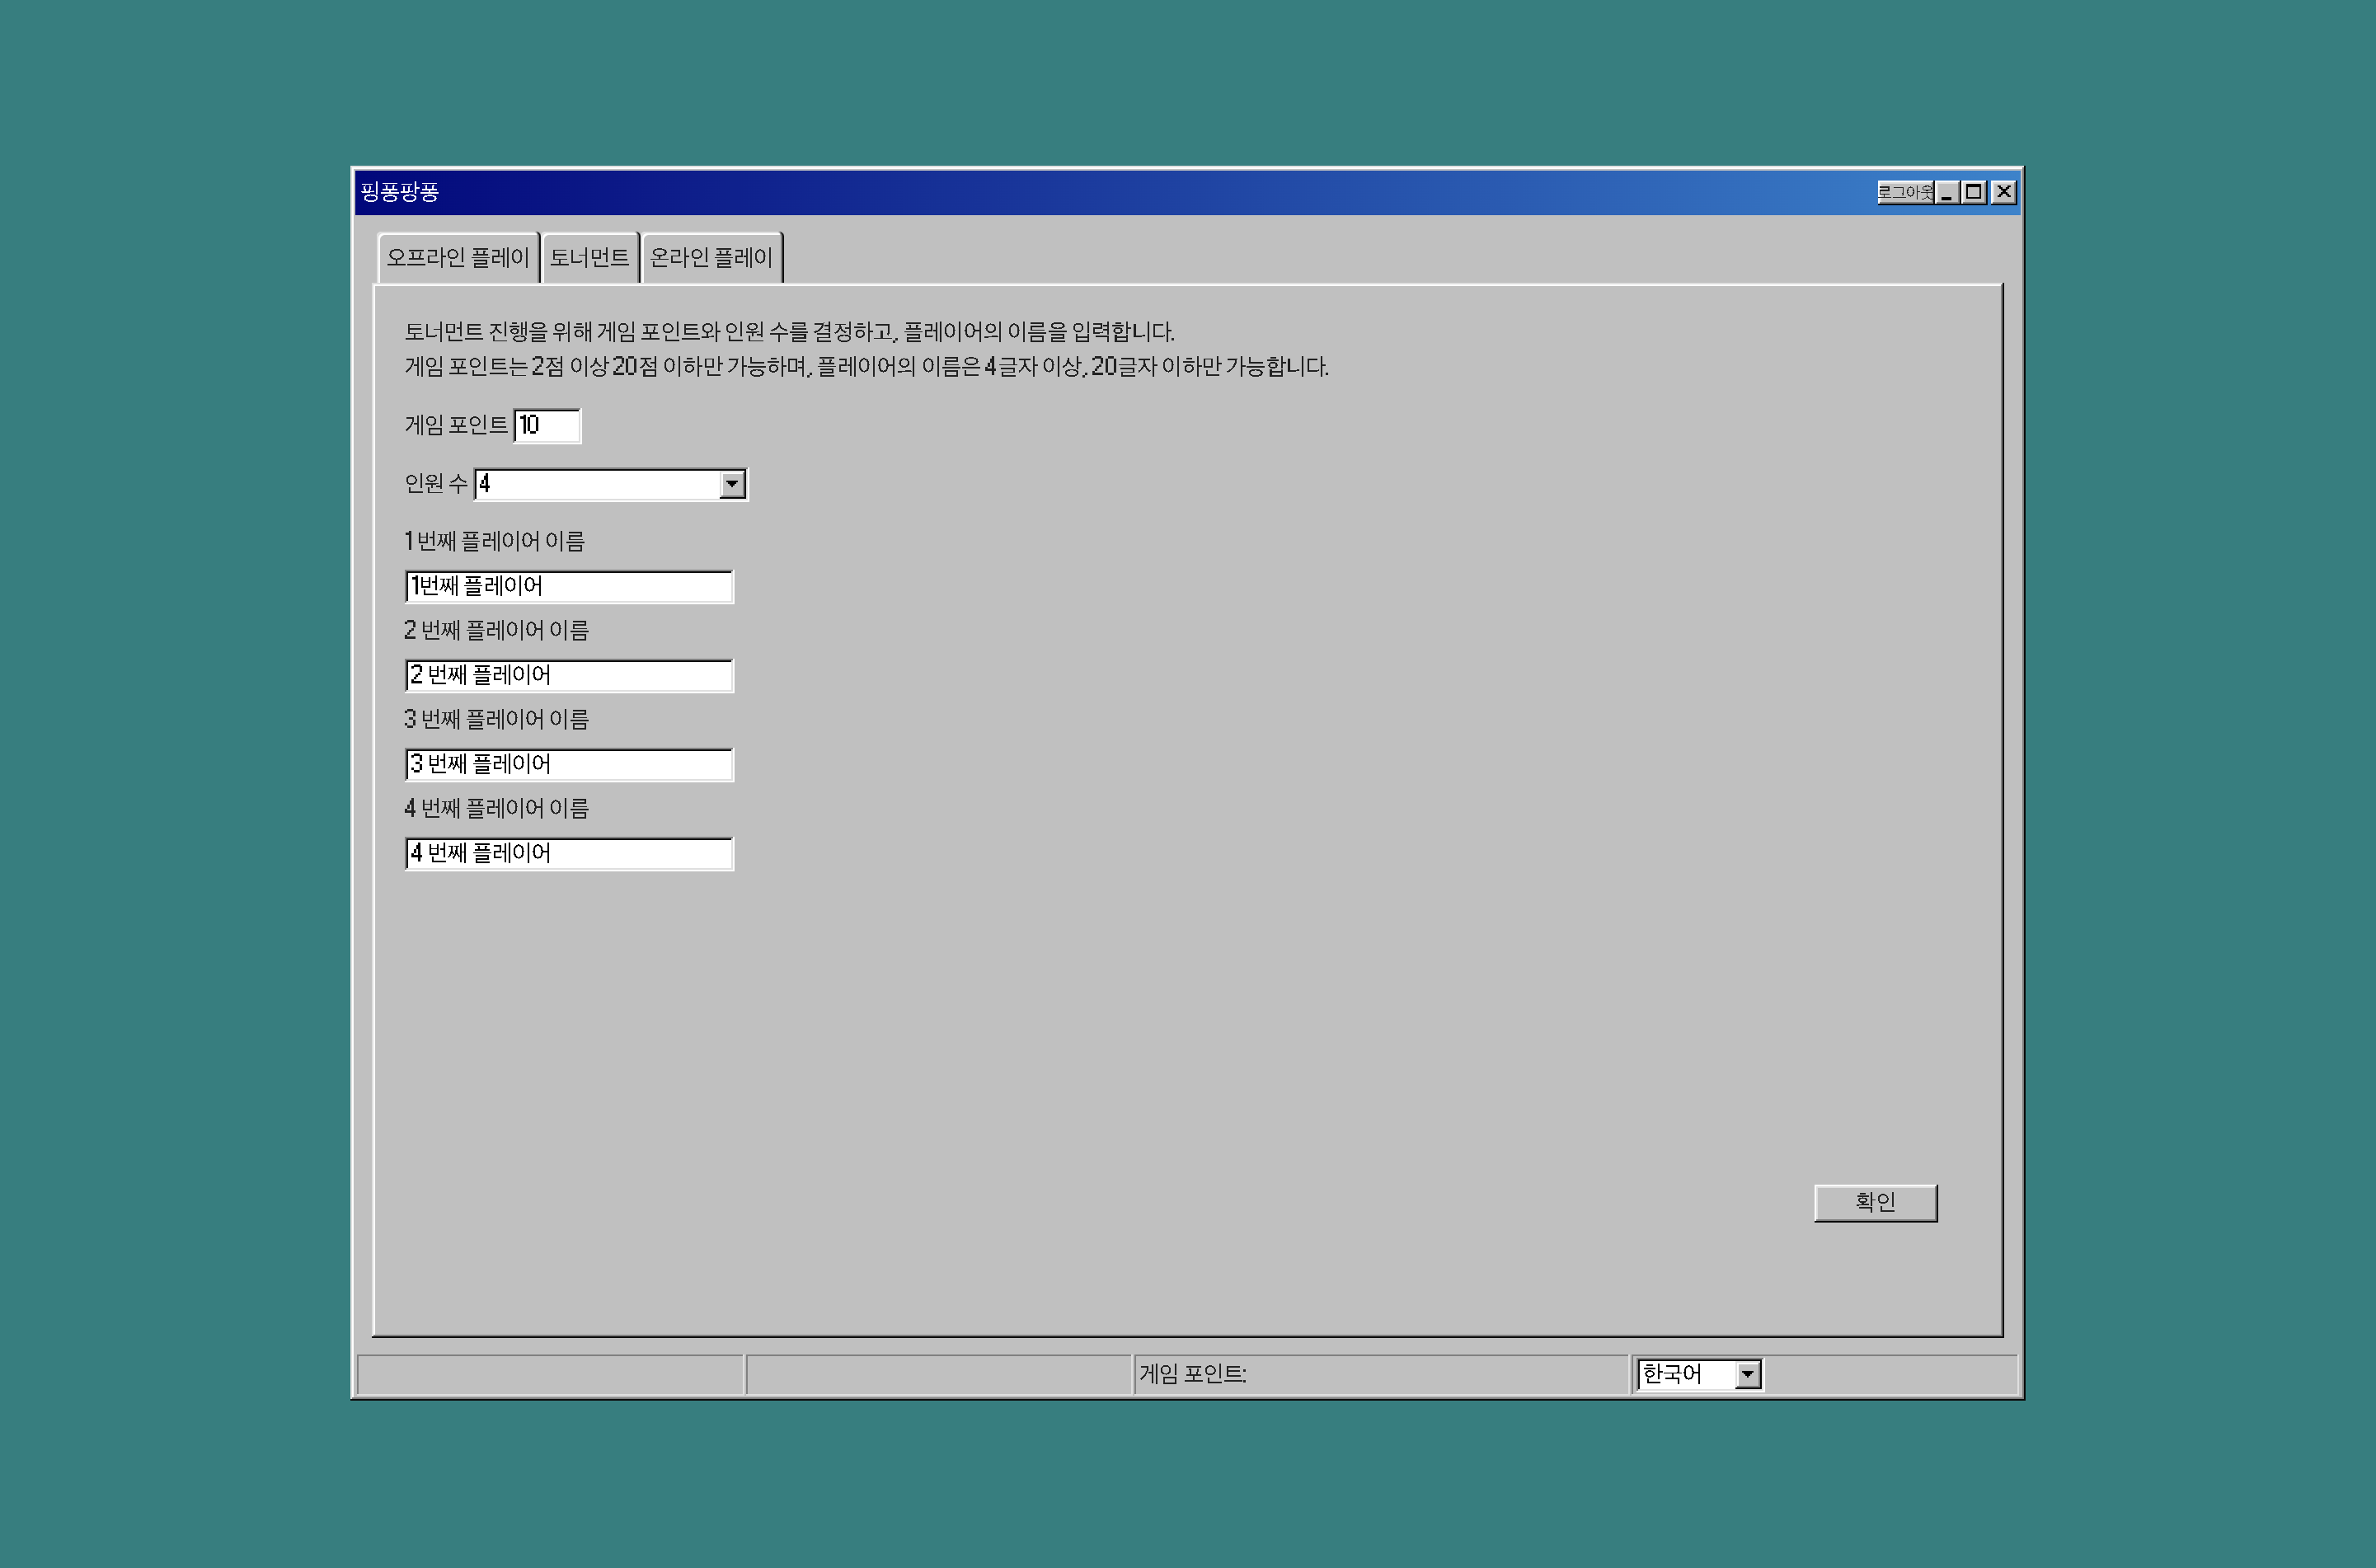 핑퐁팡퐁
로그아웃
오프라인 플레이 토너먼트 온라인 플레이
토너먼트 진행을 위해 게임 포인트와 인원 수를 결정하고, 플레이어의 이름을 입력합니다.
게임 포인트는 2점 이상 20점 이하만 가능하며, 플레이어의 이름은 4글자 이상, 20글자 이하만 가능합니다.
게임 포인트 10
인원 수 4
1번째 플레이어 이름
1번째 플레이어
2 번째 플레이어 이름
2 번째 플레이어
3 번째 플레이어 이름
3 번째 플레이어
4 번째 플레이어 이름
4 번째 플레이어
확인
게임 포인트:
한국어